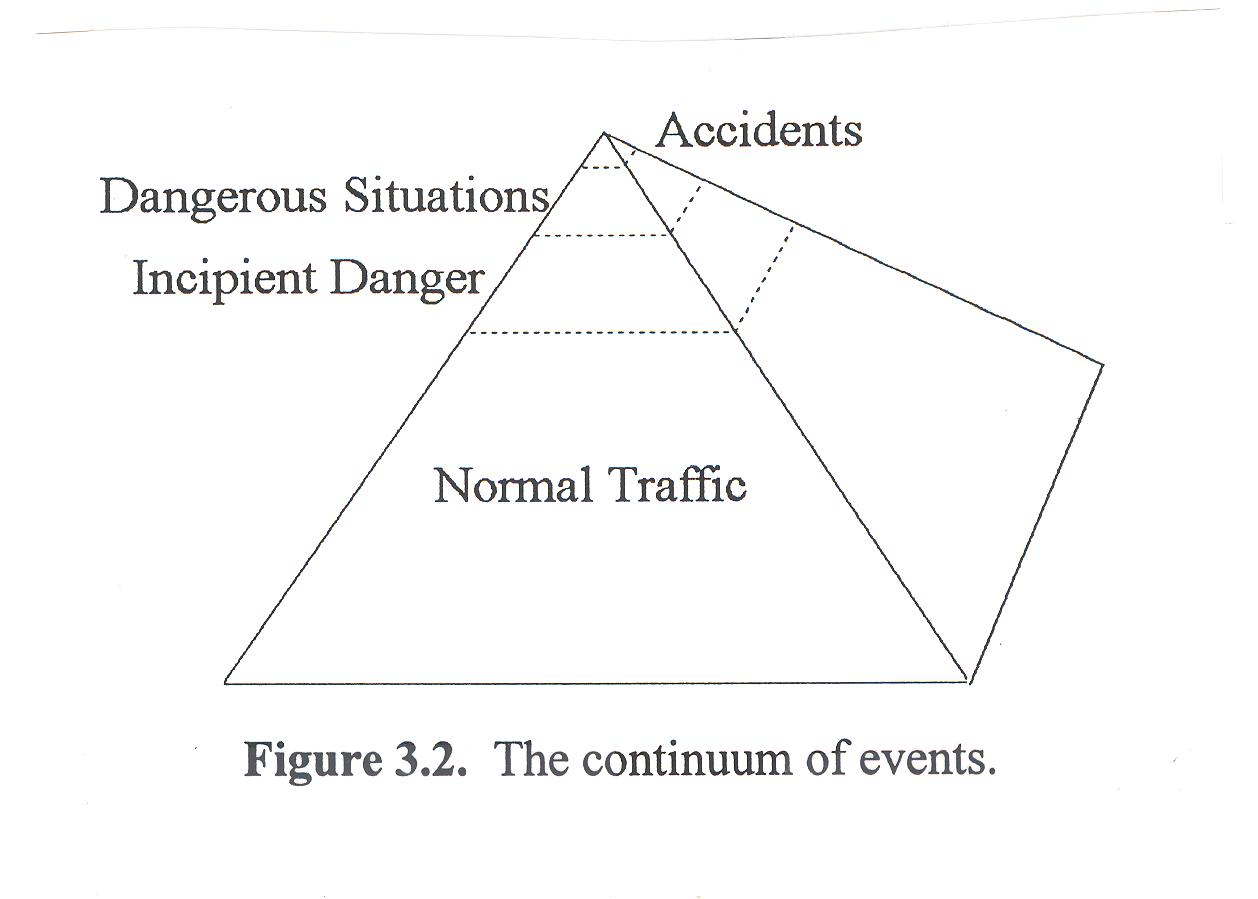 Accidents
Dangerous Situations
Incipient Danger
Normal Traffic
Figure 3.2. The continuum of events.